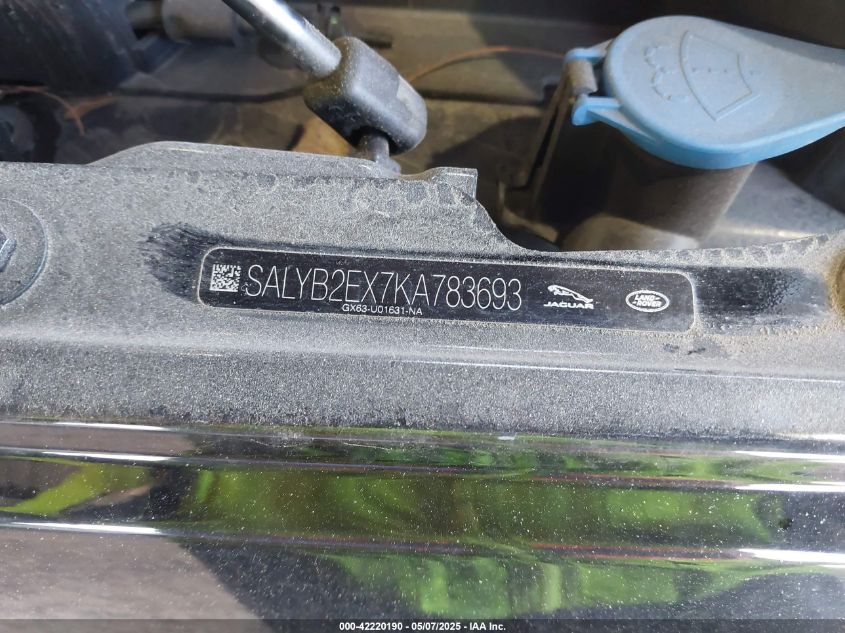 SALYB2EX7KA783693
GX63-U01631-NA
JAGUAR
LAND-
ROVER
000-42220190 - 05/07/2025 - IAA Inc.